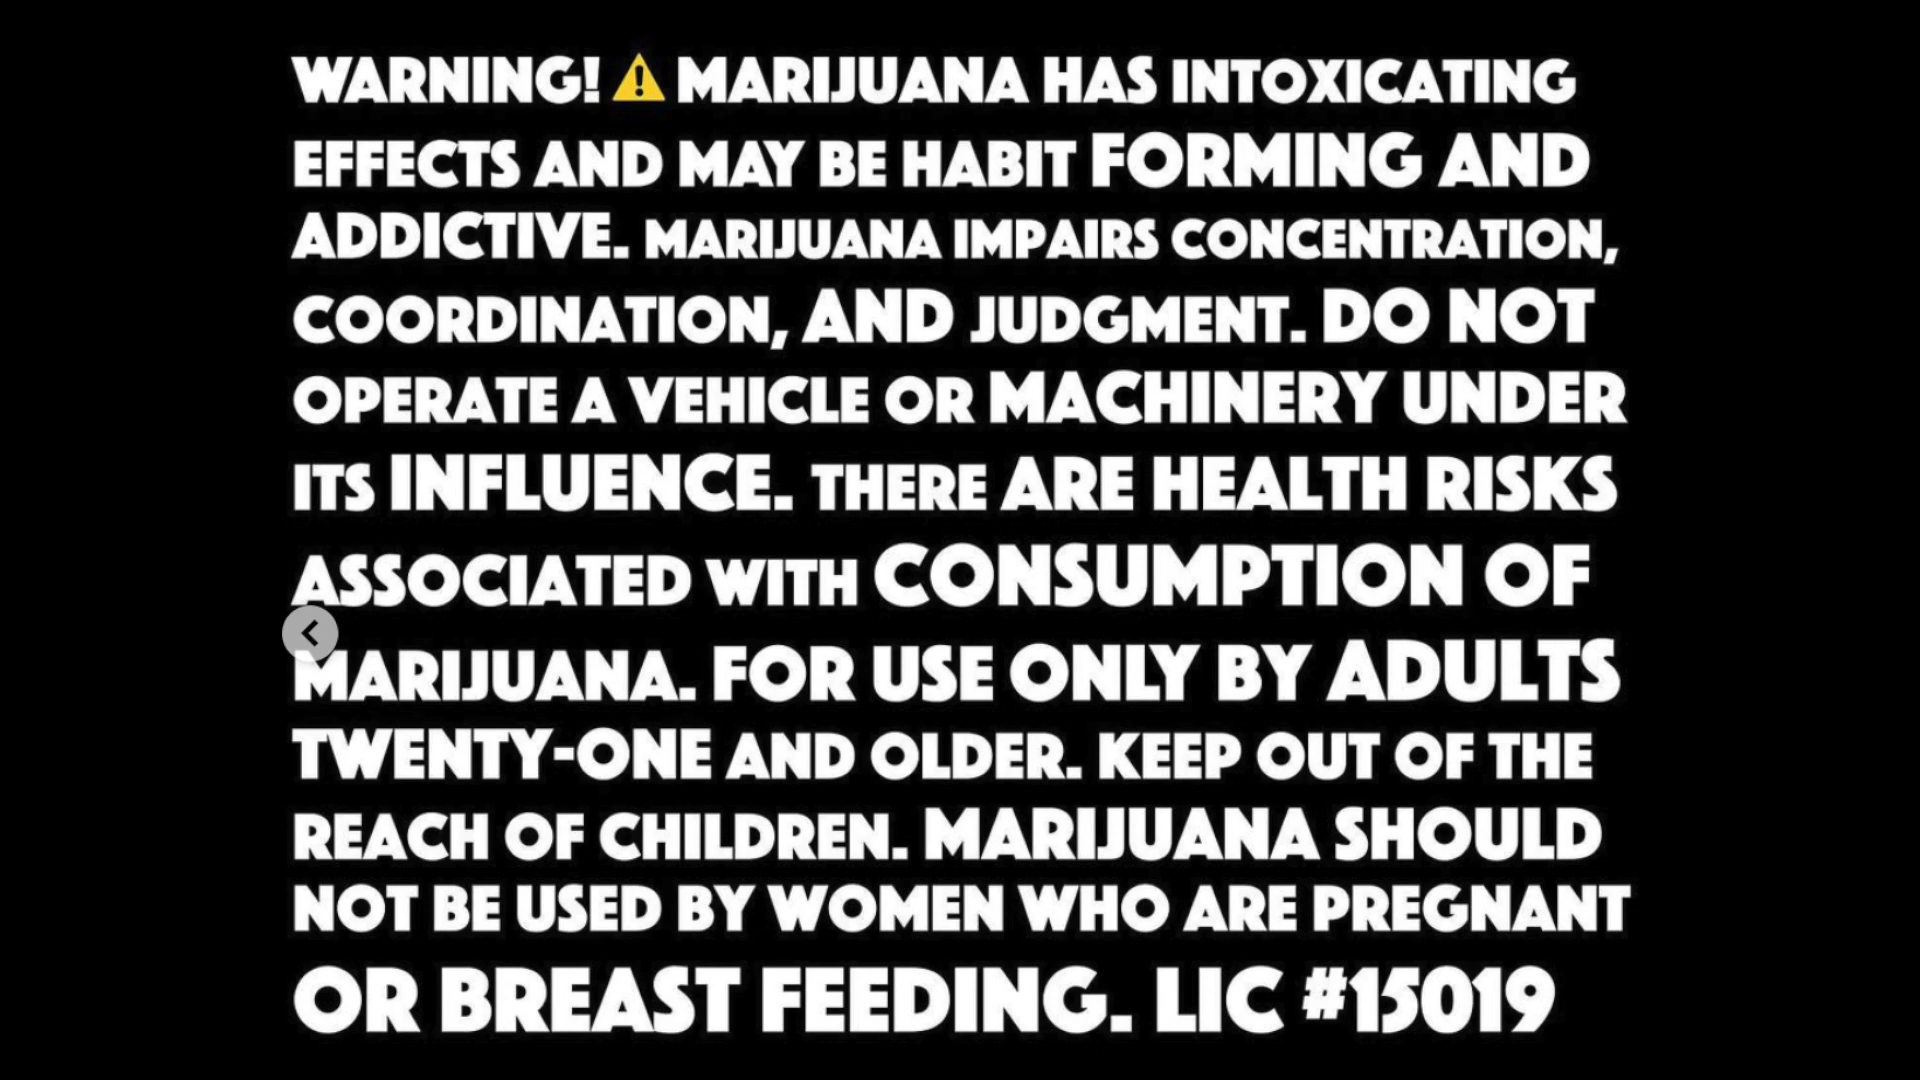 WARNING! ⚠️ MARIJUANA HAS INTOXICATING
EFFECTS AND MAY BE HABIT FORMING AND
ADDICTIVE. MARIJUANA IMPAIRS CONCENTRATION,
COORDINATION, AND JUDGMENT. DO NOT
OPERATE A VEHICLE OR MACHINERY UNDER
ITS INFLUENCE. THERE ARE HEALTH RISKS
ASSOCIATED WITH CONSUMPTION OF
MARIJUANA. FOR USE ONLY BY ADULTS
TWENTY-ONE AND OLDER. KEEP OUT OF THE
REACH OF CHILDREN. MARIJUANA SHOULD
NOT BE USED BY WOMEN WHO ARE PREGNANT
OR BREAST FEEDING. LIC #15019